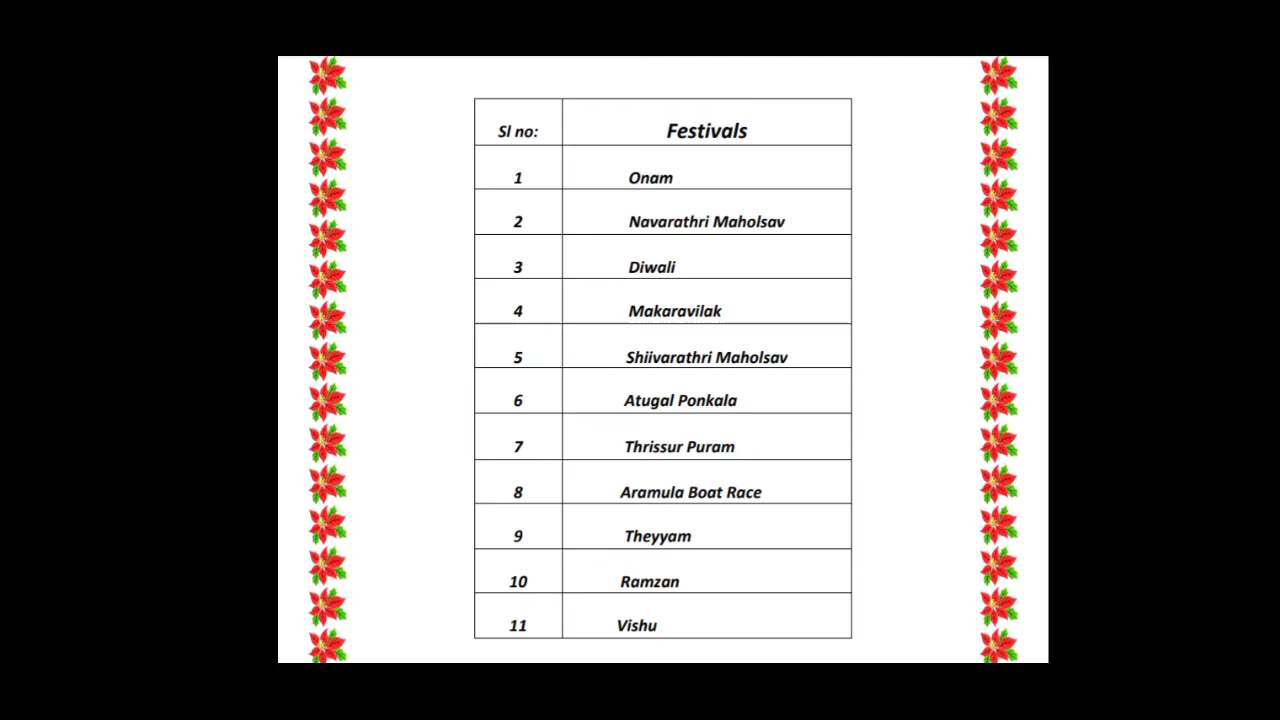 Sl no: Festivals
1 Onam
2 Navarathri Maholsav
3 Diwali
4 Makaravilak
5 Shiivarathri Maholsav
6 Atugal Ponkala
7 Thrissur Puram
8 Aramula Boat Race
9 Theyyam
10 Ramzan
11 Vishu